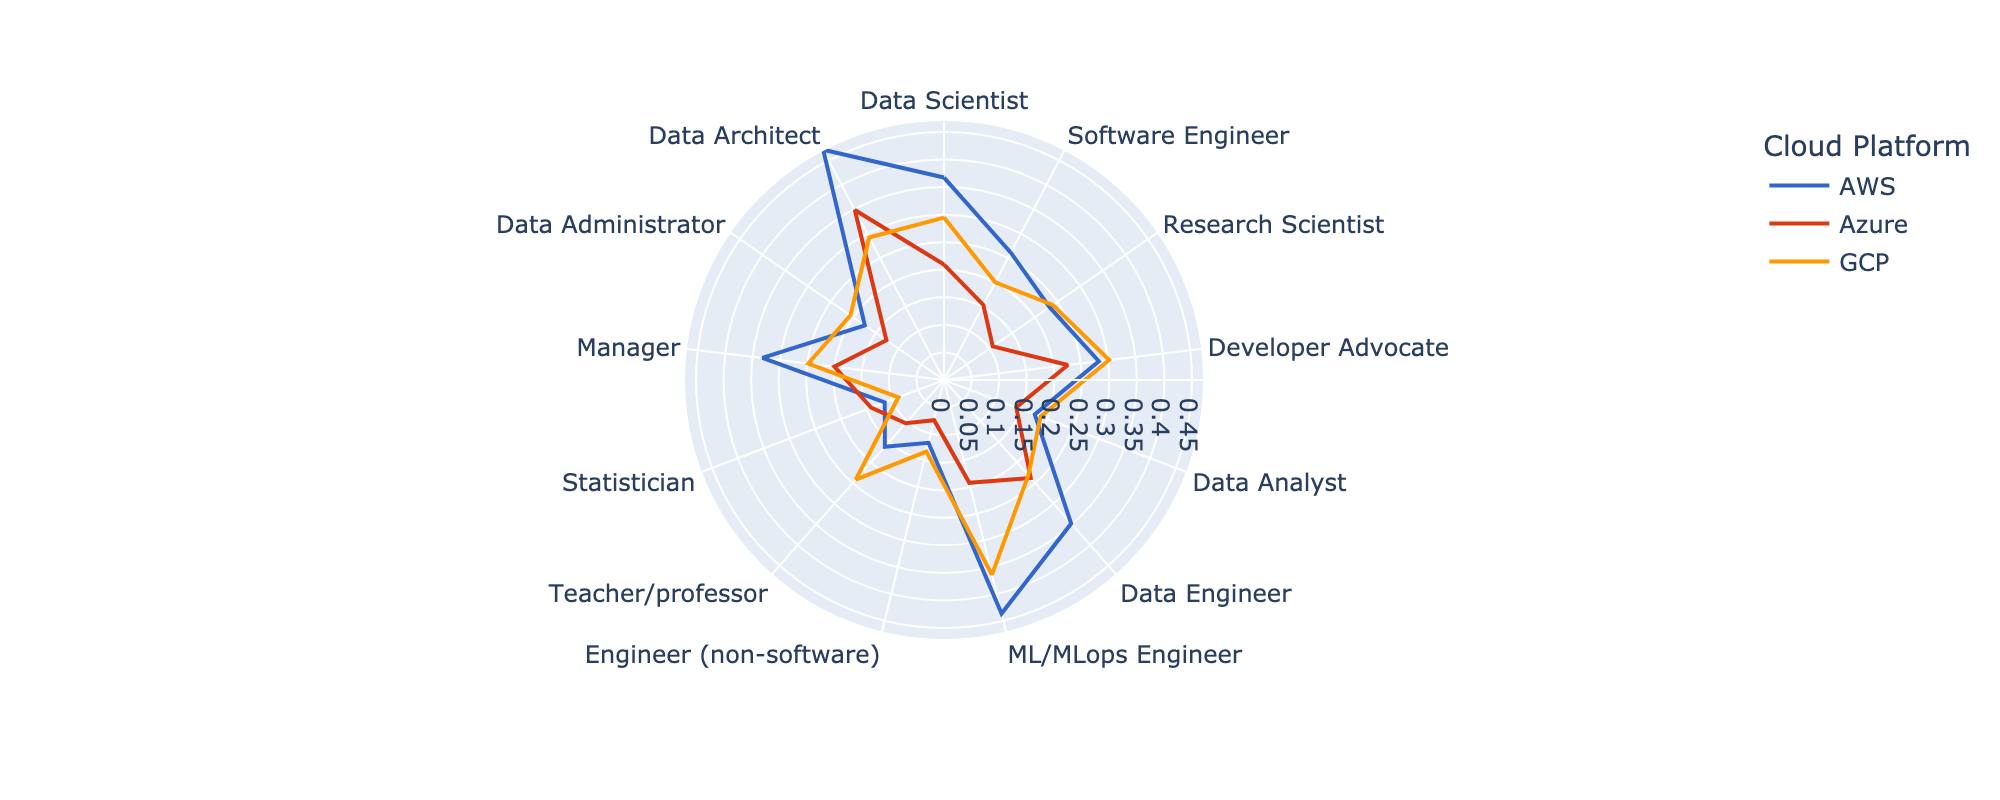 Data Scientist
Data Architect
Software Engineer
Data Administrator
Research Scientist
Manager
Developer Advocate
Statistician
Data Analyst
Teacher/professor
Data Engineer
Engineer (non-software)
ML/MLops Engineer
0
0.05
0.1
0.15
0.2
0.25
0.3
0.35
0.4
0.45
Cloud Platform
AWS
Azure
GCP